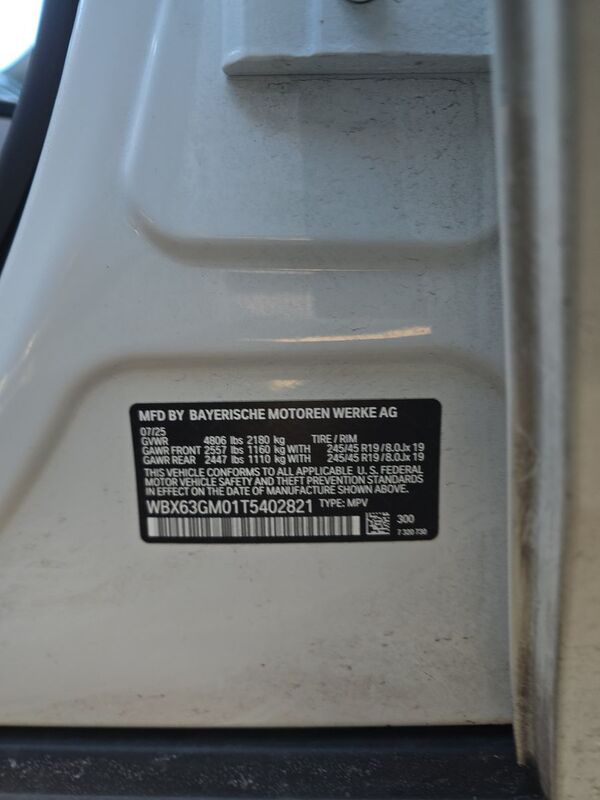 MFD BY BAYERISCHE MOTOREN WERKE AG
07/25
GVWR 4806 lbs 2180 kg TIRE / RIM
GAWR FRONT 2557 lbs 1160 kg WITH 245/45 R19 /8.0Jx 19
GAWR REAR 2447 lbs 1110 kg WITH 245/45 R19 /8.0Jx 19
THIS VEHICLE CONFORMS TO ALL APPLICABLE U. S. FEDERAL
MOTOR VEHICLE SAFETY AND THEFT PREVENTION STANDARDS
IN EFFECT ON THE DATE OF MANUFACTURE SHOWN ABOVE.
WBX63GM01T5402821 TYPE: MPV
300
7 320 730